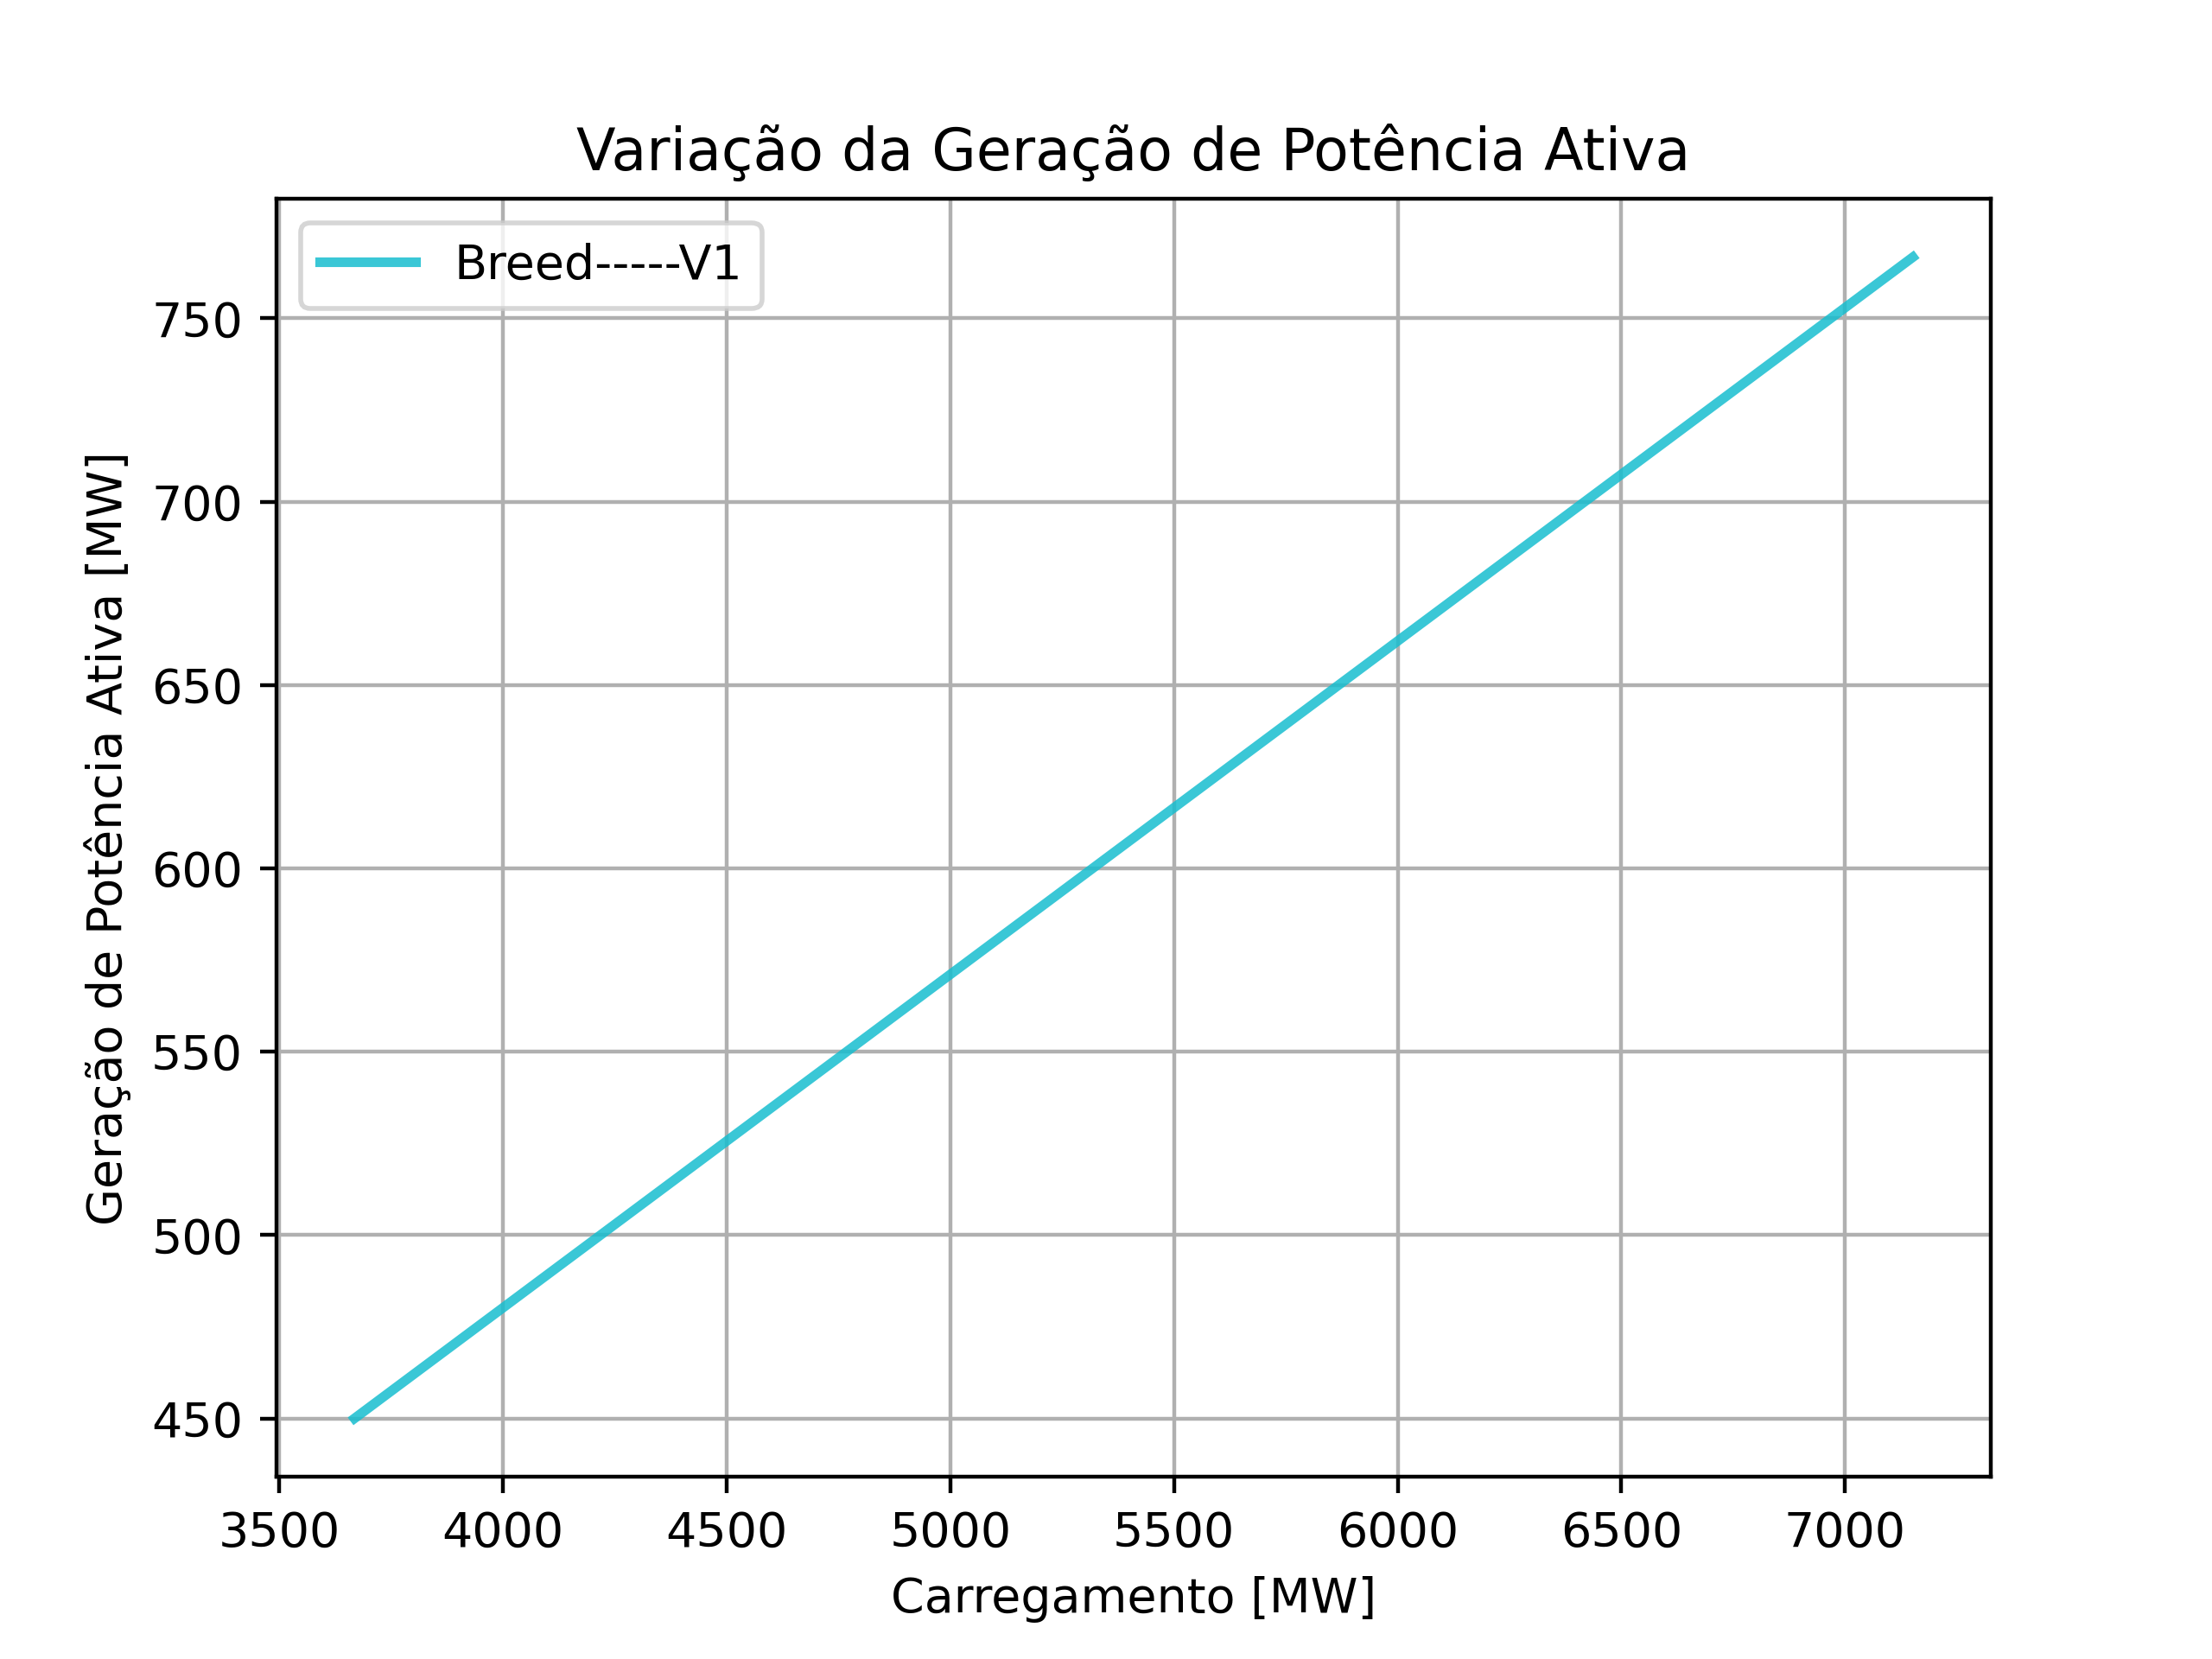 Variação da Geração de Potência Ativa
Breed-----V1
Geração de Potência Ativa [MW]
750
700
650
600
550
500
450
3500 4000 4500 5000 5500 6000 6500 7000
Carregamento [MW]